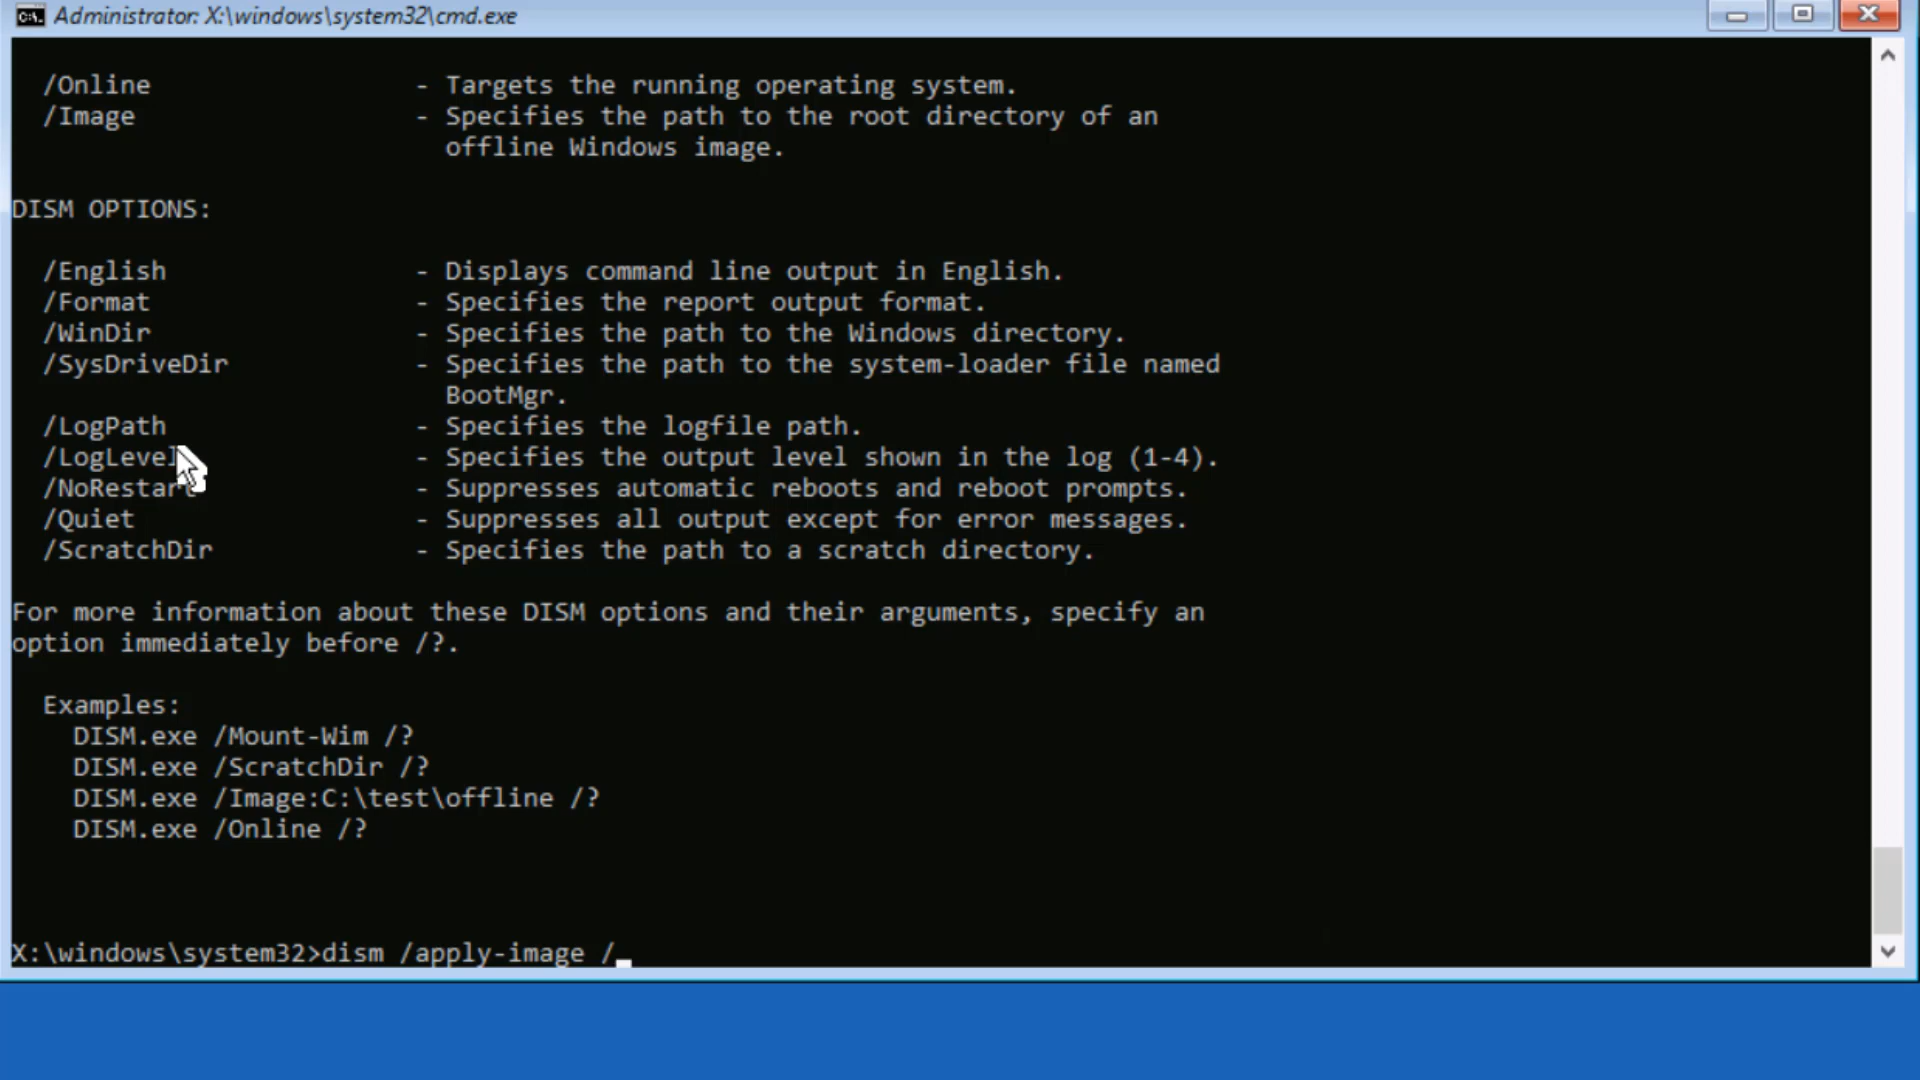 Administrator: X:\windows\system32\cmd.exe
/Online - Targets the running operating system.
/Image - Specifies the path to the root directory of an
offline Windows image.
DISM OPTIONS:
/English - Displays command line output in English.
/Format - Specifies the report output format.
/WinDir - Specifies the path to the Windows directory.
/SysDriveDir - Specifies the path to the system-loader file named
BootMgr.
/LogPath - Specifies the logfile path.
/LogLevel - Specifies the output level shown in the log (1-4).
/NoRestart - Suppresses automatic reboots and reboot prompts.
/Quiet - Suppresses all output except for error messages.
/ScratchDir - Specifies the path to a scratch directory.
For more information about these DISM options and their arguments, specify an
option immediately before /?.
Examples:
DISM.exe /Mount-Wim /?
DISM.exe /ScratchDir /?
DISM.exe /Image:C:\test\offline /?
DISM.exe /Online /?
X:\windows\system32>dism /apply-image /_